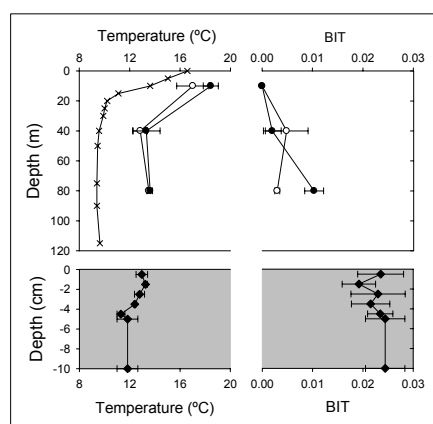 Temperature (ºC)
BIT
8 12 16 20
0.00 0.01 0.02 0.03
0
20
40
60
80
100
120
Depth (m)
0
-2
-4
-6
-8
-10
Depth (cm)
8 12 16 20
0.00 0.01 0.02 0.03
Temperature (ºC)
BIT